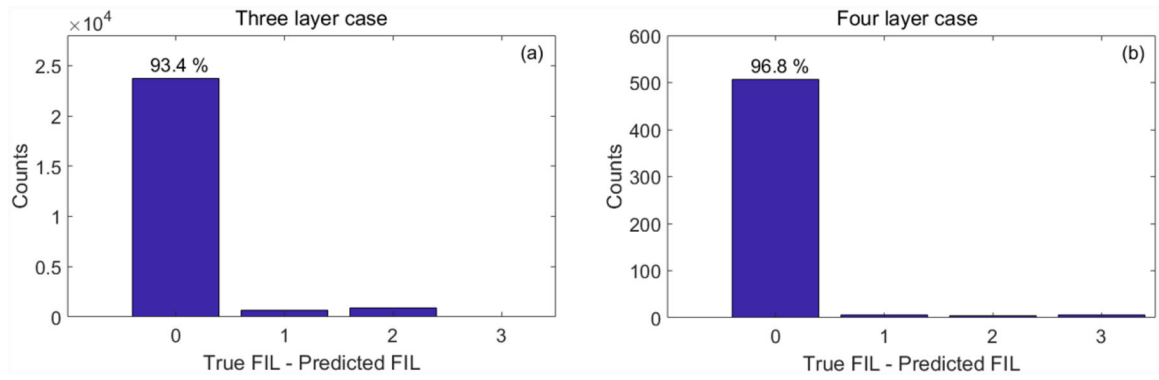 Three layer case
×10⁴
(a)
93.4 %
2.5
2
1.5
1
0.5
0
Counts
0 1 2 3
True FIL - Predicted FIL
Four layer case
(b)
96.8 %
600
500
400
300
200
100
0
Counts
0 1 2 3
True FIL - Predicted FIL